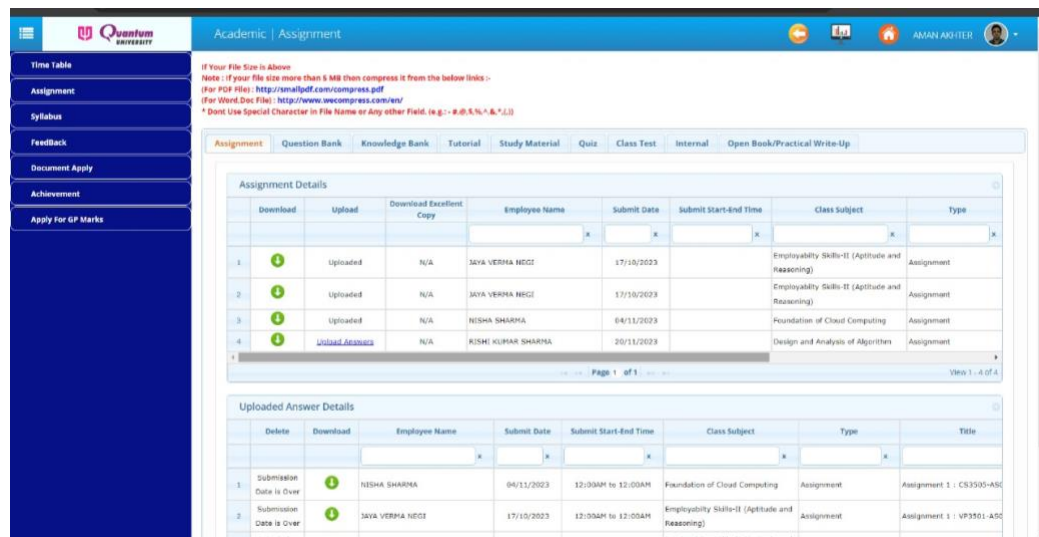 Quantum
UNIVERSITY
Academic | Assignment
AMAN AKHTER
Time Table
Assignment
Syllabus
FeedBack
Document Apply
Achievement
Apply For GP Marks
If Your File Size is Above
Note : If your file size more than 5 MB then compress it from the below links :-
(For PDF File) : http://smallpdf.com/compress.pdf
(For Word.Doc File) : http://www.wecompress.com/en/
* Dont Use Special Character in File Name or Any other Field. (e.g.: - #,@,$,%,^,&,*,(,))
Assignment Question Bank Knowledge Bank Tutorial Study Material Quiz Class Test Internal Open Book/Practical Write-Up
Assignment Details
Download Upload Download Excellent Copy Employee Name Submit Date Submit Start-End Time Class Subject Type
x x x x x
1 Uploaded N/A JAYA VERMA NEGI 17/10/2023 Employabilty Skills-II (Aptitude and Reasoning) Assignment
2 Uploaded N/A JAYA VERMA NEGI 17/10/2023 Employabilty Skills-II (Aptitude and Reasoning) Assignment
3 Uploaded N/A NISHA SHARMA 04/11/2023 Foundation of Cloud Computing Assignment
4 Upload Answers N/A RISHI KUMAR SHARMA 20/11/2023 Design and Analysis of Algorithm Assignment
Page 1 of 1 View 1 - 4 of 4
Uploaded Answer Details
Delete Download Employee Name Submit Date Submit Start-End Time Class Subject Type Title
x x x x x
1 Submission Date is Over NISHA SHARMA 04/11/2023 12:00AM to 12:00AM Foundation of Cloud Computing Assignment Assignment 1 : CS3505-ASG
2 Submission Date is Over JAYA VERMA NEGI 17/10/2023 12:00AM to 12:00AM Employabilty Skills-II (Aptitude and Reasoning) Assignment Assignment 1 : VP3501-ASG